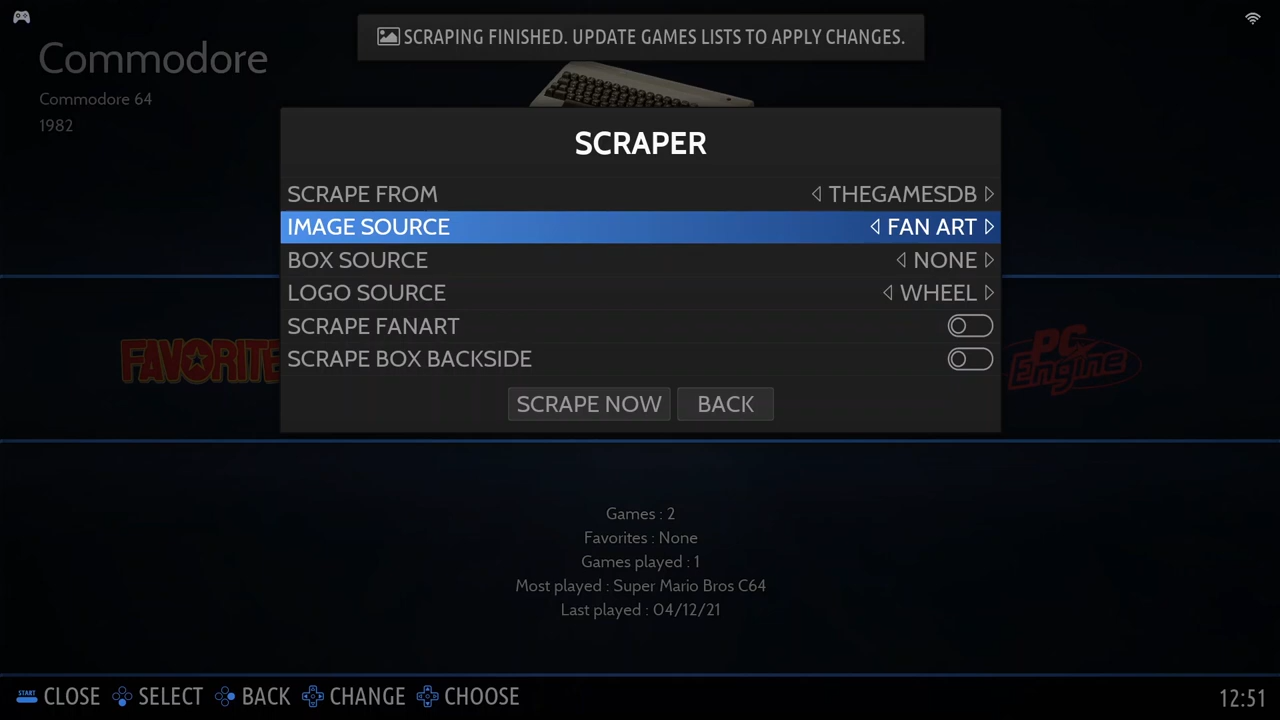 SCRAPING FINISHED. UPDATE GAMES LISTS TO APPLY CHANGES.
Commodore
Commodore 64
1982
SCRAPER
SCRAPE FROM THEGAMESDB
IMAGE SOURCE FAN ART
BOX SOURCE NONE
LOGO SOURCE WHEEL
SCRAPE FANART
SCRAPE BOX BACKSIDE
SCRAPE NOW BACK
FAVORITE
PC
Engine
Games : 2
Favorites : None
Games played : 1
Most played : Super Mario Bros C64
Last played : 04/12/21
START CLOSE SELECT BACK CHANGE CHOOSE 12:51